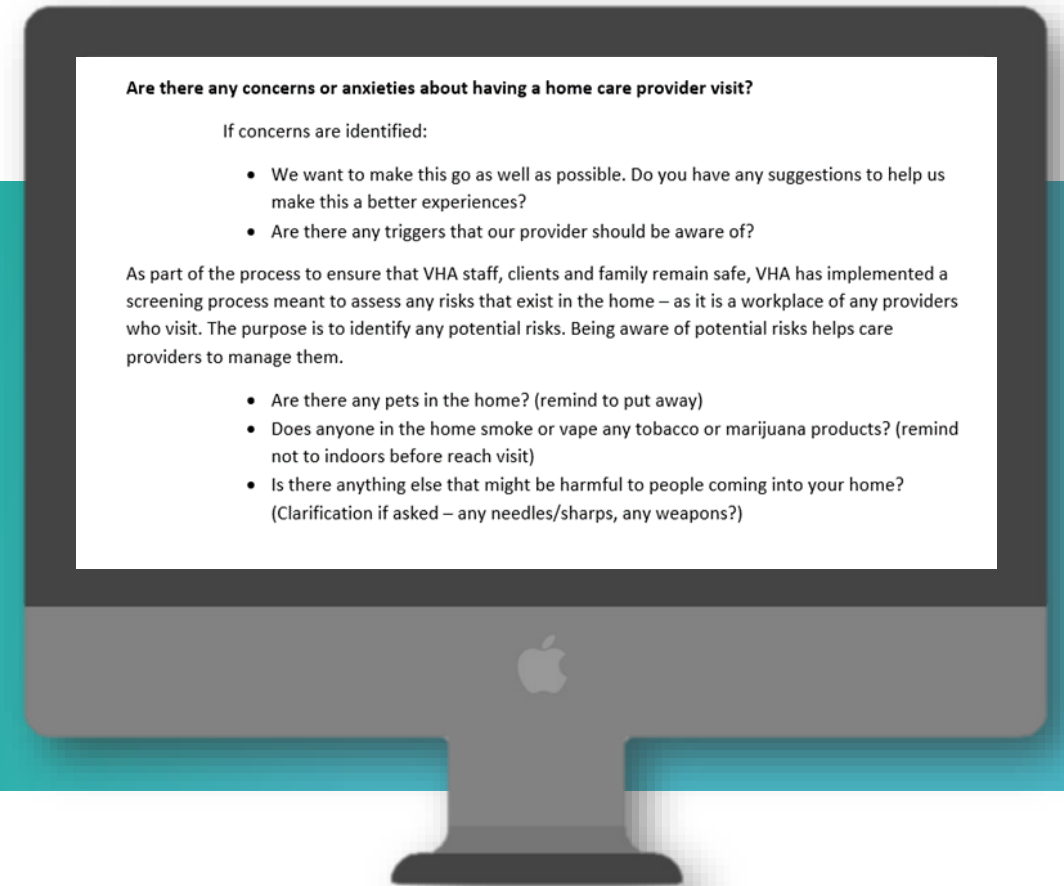 Are there any concerns or anxieties about having a home care provider visit?
If concerns are identified:
• We want to make this go as well as possible. Do you have any suggestions to help us
make this a better experiences?
• Are there any triggers that our provider should be aware of?
As part of the process to ensure that VHA staff, clients and family remain safe, VHA has implemented a
screening process meant to assess any risks that exist in the home – as it is a workplace of any providers
who visit. The purpose is to identify any potential risks. Being aware of potential risks helps care
providers to manage them.
• Are there any pets in the home? (remind to put away)
• Does anyone in the home smoke or vape any tobacco or marijuana products? (remind
not to indoors before reach visit)
• Is there anything else that might be harmful to people coming into your home?
(Clarification if asked – any needles/sharps, any weapons?)